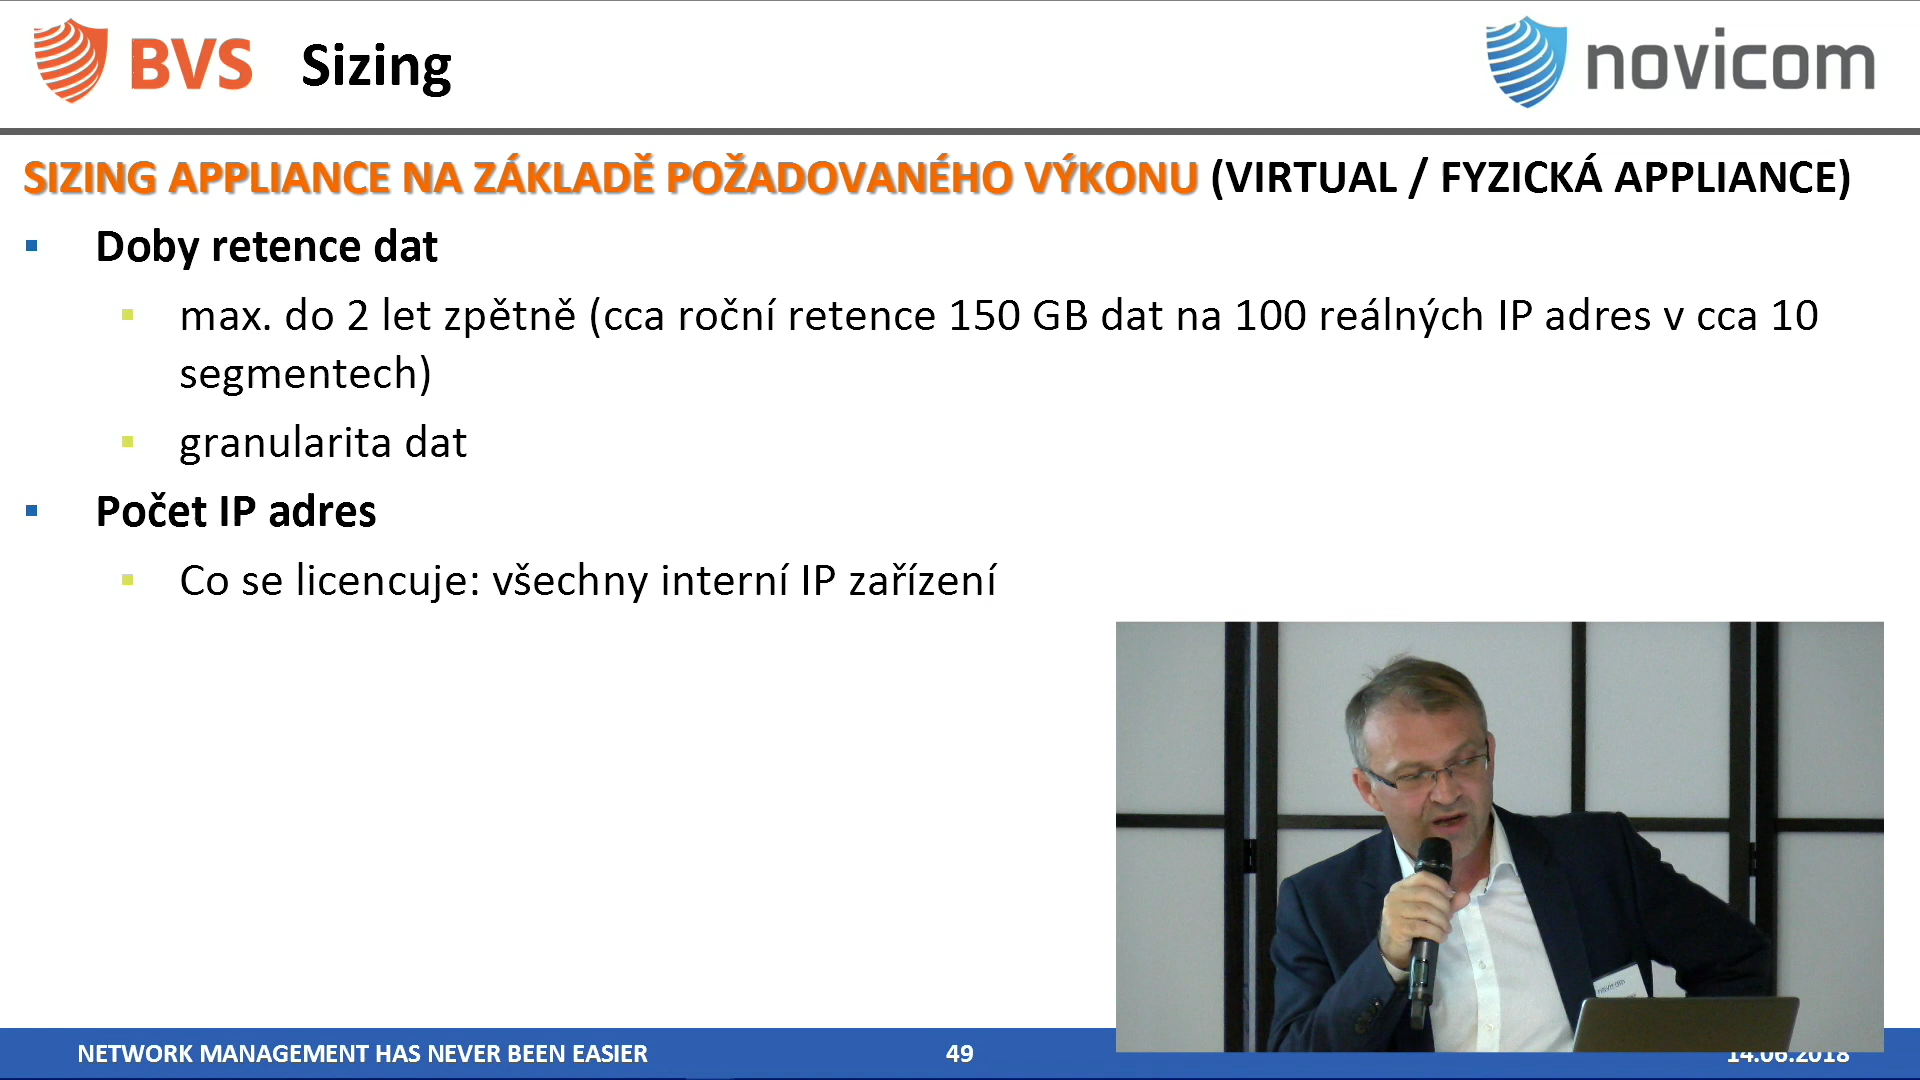 BVS Sizing
novicom
SIZING APPLIANCE NA ZÁKLADĚ POŽADOVANÉHO VÝKONU (VIRTUAL / FYZICKÁ APPLIANCE)
▪ Doby retence dat
▪ max. do 2 let zpětně (cca roční retence 150 GB dat na 100 reálných IP adres v cca 10
segmentech)
▪ granularita dat
▪ Počet IP adres
▪ Co se licencuje: všechny interní IP zařízení
NETWORK MANAGEMENT HAS NEVER BEEN EASIER
49
14.06.2018